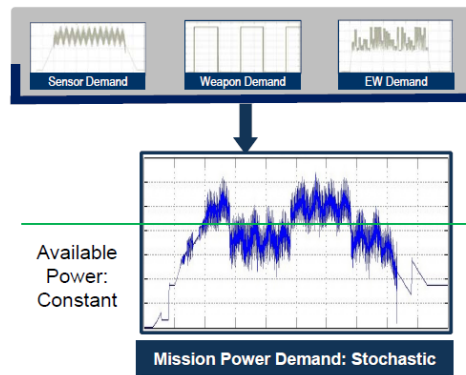 Sensor Demand
Weapon Demand
EW Demand
Available
Power:
Constant
Mission Power Demand: Stochastic